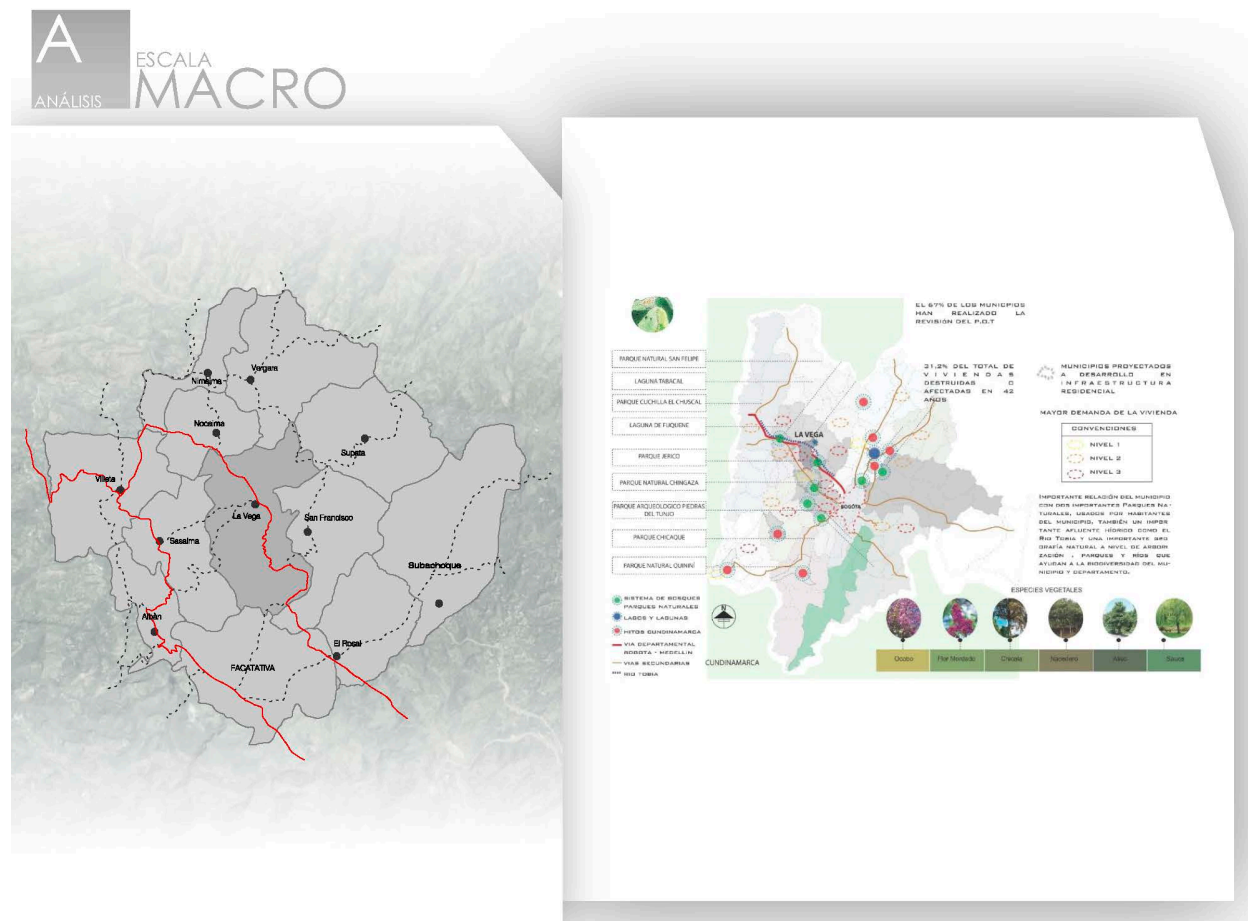 A
ANÁLISIS
ESCALA
MACRO
Nimaima
Vergara
Nocaima
Supata
Villeta
La Vega
San Francisco
Sasaima
Subachoque
Albán
El Rosal
FACATATIVA
PARQUE NATURAL SAN FELIPE
LAGUNA TABACAL
PARQUE CUCHILLA EL CHUSCAL
LAGUNA DE FUQUENE
PARQUE JERICO
PARQUE NATURAL CHINGAZA
PARQUE ARQUEOLOGICO PIEDRAS
DEL TUNJO
PARQUE CHICAQUE
PARQUE NATURAL QUININÍ
SISTEMA DE BOSQUES
PARQUES NATURALES
LAGOS Y LAGUNAS
HITOS CUNDINAMARCA
VIA DEPARTAMENTAL
BOGOTA - MEDELLIN
VIAS SECUNDARIAS
RIO TOBIA
LA VEGA
BOGOTA
CUNDINAMARCA
EL 67% DE LOS MUNICIPIOS
HAN REALIZADO LA
REVISIÓN DEL P.O.T
31.2% DEL TOTAL DE
VIVIENDAS
DESTRUIDAS O
AFECTADAS EN 42
AÑOS
MUNICIPIOS PROYECTADOS
A DESARROLLO EN
INFRAESTRUCTURA
RESIDENCIAL
MAYOR DEMANDA DE LA VIVIENDA
CONVENCIONES
NIVEL 1
NIVEL 2
NIVEL 3
IMPORTANTE RELACIÓN DEL MUNICIPIO
CON DOS IMPORTANTES PARQUES NA-
TURALES, USADOS POR HABITANTES
DEL MUNICIPIO, TAMBIÉN UN IMPOR-
TANTE AFLUENTE HÍDRICO COMO EL
RIO TOBIA Y UNA IMPORTANTE GEO-
GRAFÍA NATURAL A NIVEL DE ARBORI-
ZACIÓN , PARQUES Y RÍOS QUE
AYUDAN A LA BIODIVERSIDAD DEL MU-
NICIPIO Y DEPARTAMENTO.
ESPECIES VEGETALES
Ocobo
Flor Morado
Chicala
Nacedero
Aliso
Sauce